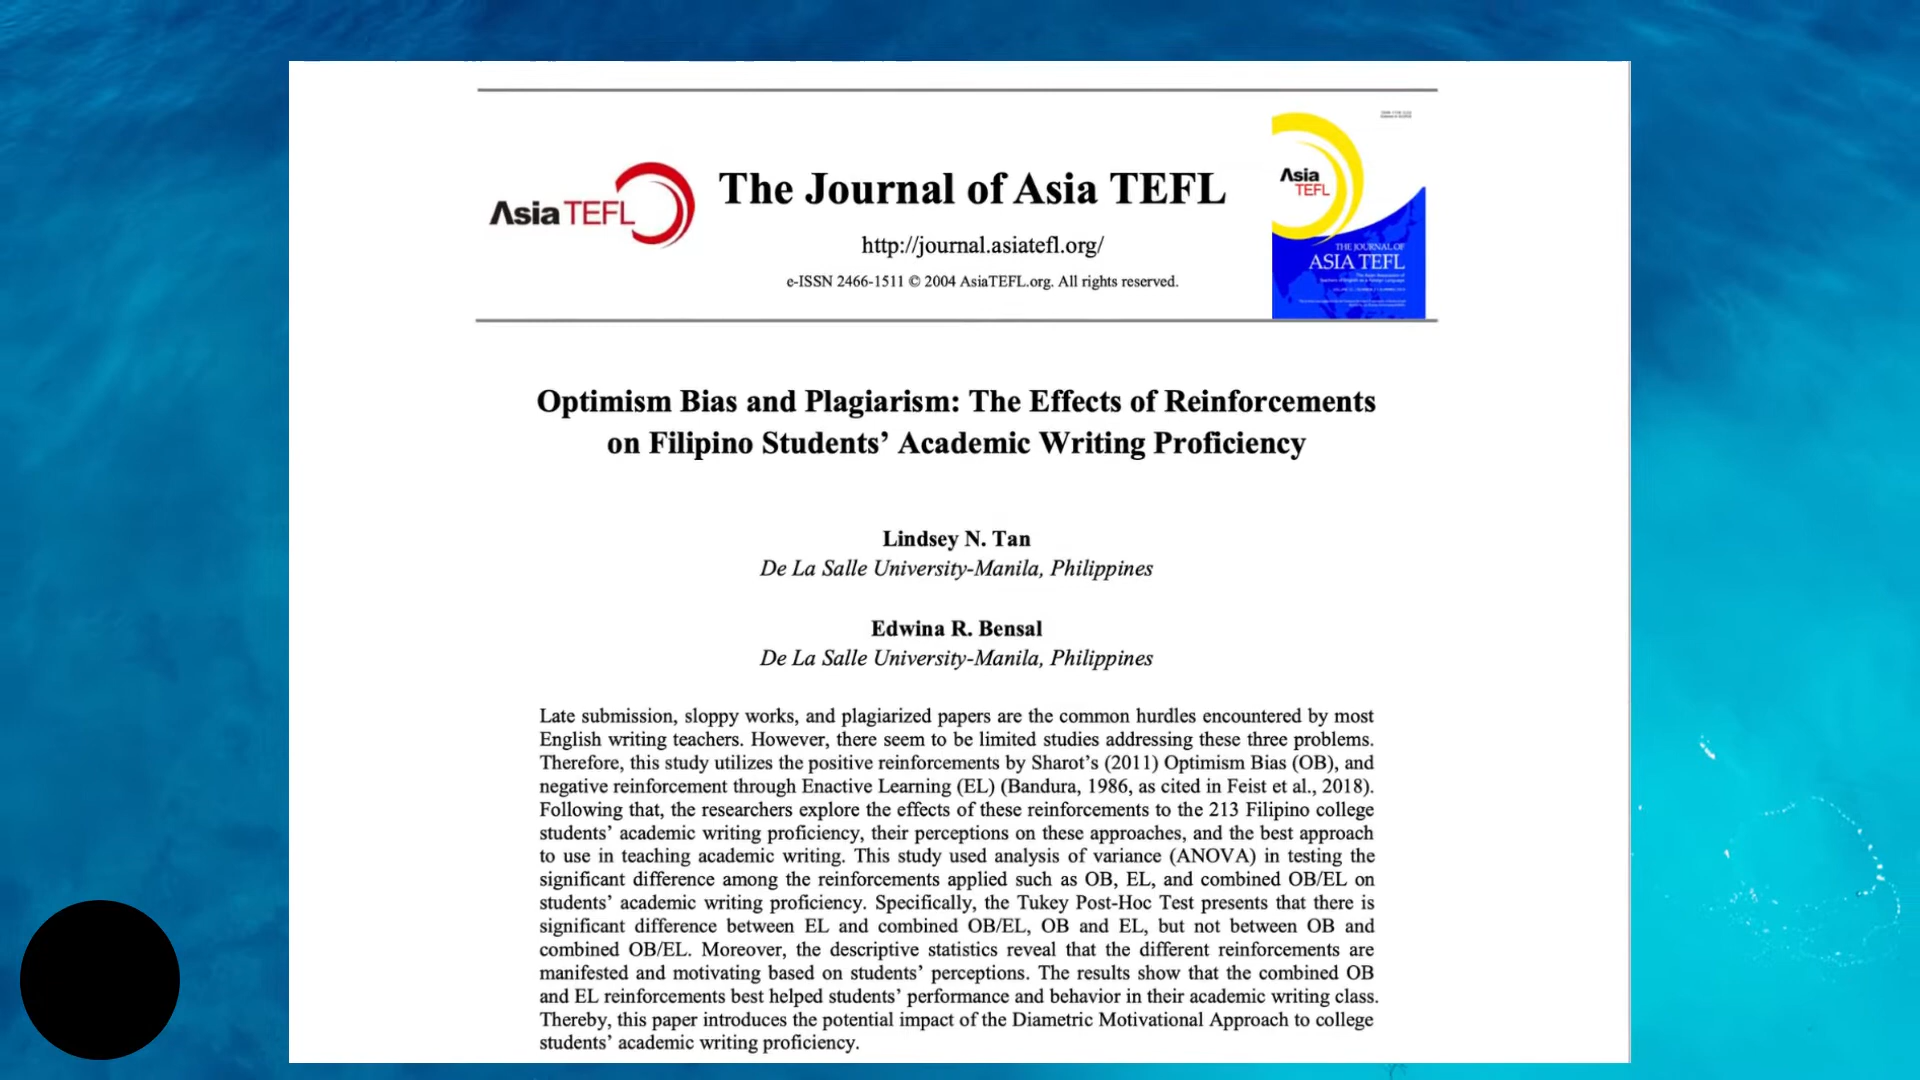 Asia TEFL
The Journal of Asia TEFL
http://journal.asiatefl.org/
e-ISSN 2466-1511 © 2004 AsiaTEFL.org. All rights reserved.
Asia
TEFL
THE JOURNAL OF
ASIA TEFL
Optimism Bias and Plagiarism: The Effects of Reinforcements
on Filipino Students’ Academic Writing Proficiency
Lindsey N. Tan
De La Salle University-Manila, Philippines
Edwina R. Bensal
De La Salle University-Manila, Philippines
Late submission, sloppy works, and plagiarized papers are the common hurdles encountered by most
English writing teachers. However, there seem to be limited studies addressing these three problems.
Therefore, this study utilizes the positive reinforcements by Sharot’s (2011) Optimism Bias (OB), and
negative reinforcement through Enactive Learning (EL) (Bandura, 1986, as cited in Feist et al., 2018).
Following that, the researchers explore the effects of these reinforcements to the 213 Filipino college
students’ academic writing proficiency, their perceptions on these approaches, and the best approach
to use in teaching academic writing. This study used analysis of variance (ANOVA) in testing the
significant difference among the reinforcements applied such as OB, EL, and combined OB/EL on
students’ academic writing proficiency. Specifically, the Tukey Post-Hoc Test presents that there is
significant difference between EL and combined OB/EL, OB and EL, but not between OB and
combined OB/EL. Moreover, the descriptive statistics reveal that the different reinforcements are
manifested and motivating based on students’ perceptions. The results show that the combined OB
and EL reinforcements best helped students’ performance and behavior in their academic writing class.
Thereby, this paper introduces the potential impact of the Diametric Motivational Approach to college
students’ academic writing proficiency.